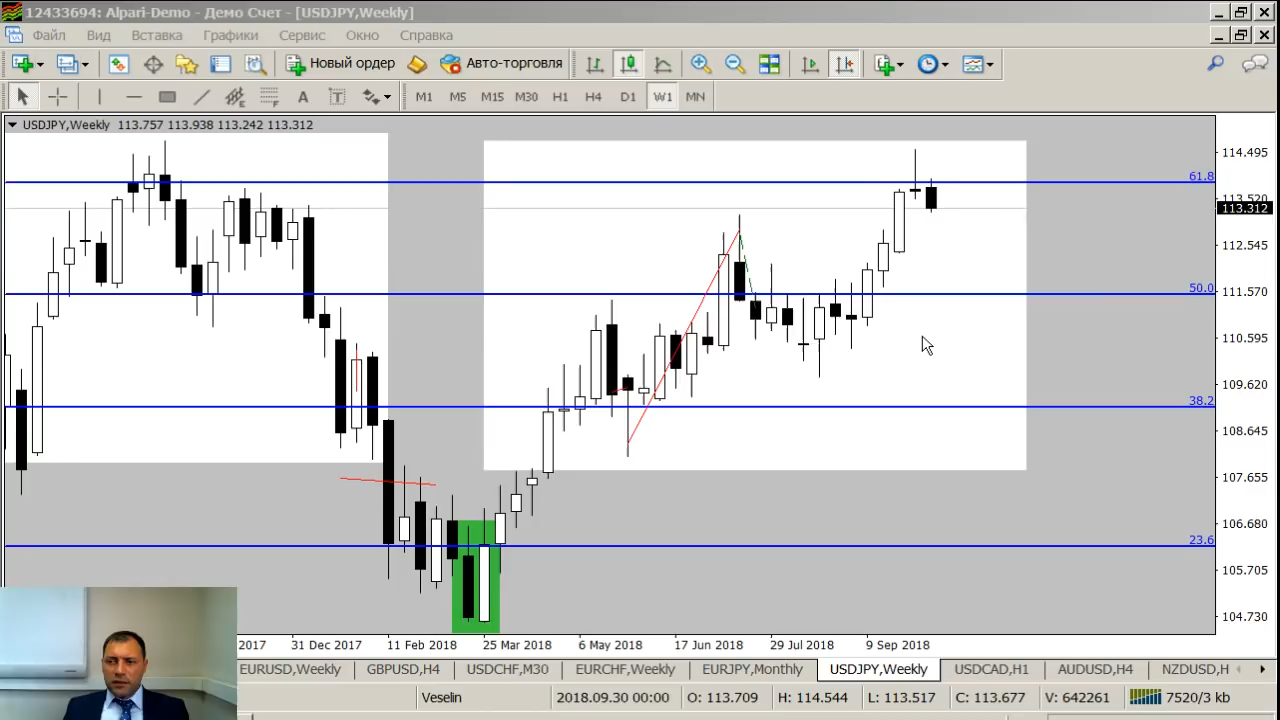 12433694: Alpari-Demo - Демо Счет - [USDJPY,Weekly]
Файл Вид Вставка Графики Сервис Окно Справка
Новый ордер Авто-торговля
A T M1 M5 M15 M30 H1 H4 D1 W1 MN
USDJPY,Weekly 113.757 113.938 113.242 113.312
114.495
61.8
113.520
113.312
112.545
50.0
111.570
110.595
109.620
38.2
108.645
107.655
106.680
23.6
105.705
104.730
2017 31 Dec 2017 11 Feb 2018 25 Mar 2018 6 May 2018 17 Jun 2018 29 Jul 2018 9 Sep 2018
EURUSD,Weekly GBPUSD,H4 USDCHF,M30 EURCHF,Weekly EURJPY,Monthly USDJPY,Weekly USDCAD,H1 AUDUSD,H4 NZDUSD,H
Veselin 2018.09.30 00:00 O: 113.709 H: 114.544 L: 113.517 C: 113.677 V: 642261 7520/3 kb